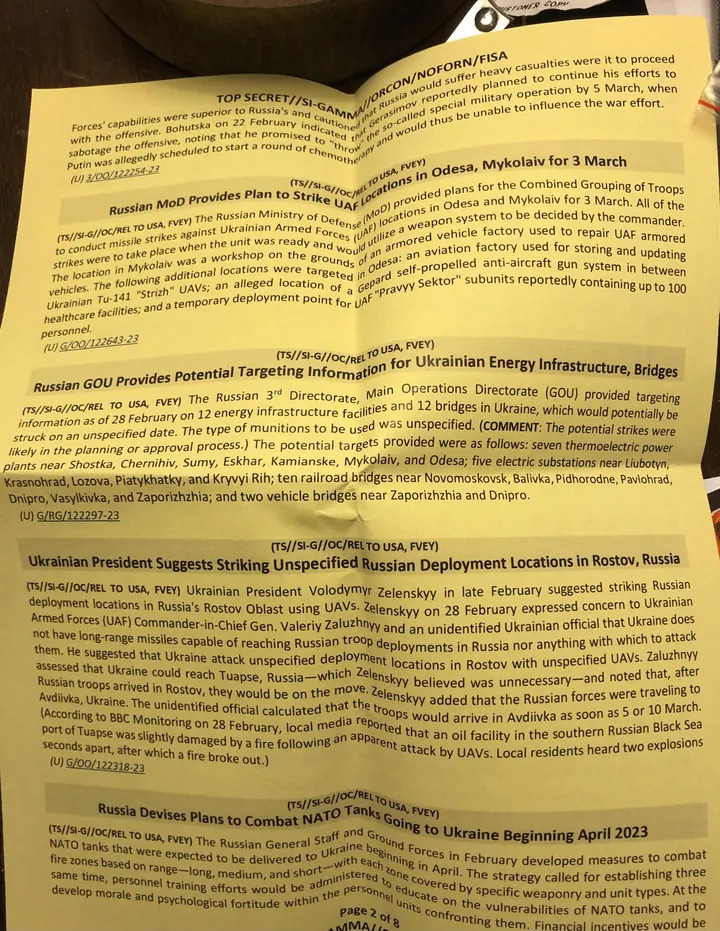 CUSTOMER COPY
TOP SECRET//SI-GAMMA//ORCON/NOFORN/FISA
Forces' capabilities were superior to Russia's and cautioned that Russia would suffer heavy casualties were it to proceed
with the offensive. Bohutska on 22 February indicated that Gerasimov reportedly planned to continue his efforts to
sabotage the offensive, noting that he promised to "throw" the so-called special military operation by 5 March, when
Putin was allegedly scheduled to start a round of chemotherapy and would thus be unable to influence the war effort.
(U) 3/OO/122254-23
(TS//SI-G//OC/REL TO USA, FVEY)
Russian MoD Provides Plan to Strike UAF Locations in Odesa, Mykolaiv for 3 March
(TS//SI-G//OC/REL TO USA, FVEY) The Russian Ministry of Defense (MoD) provided plans for the Combined Grouping of Troops
to conduct missile strikes against Ukrainian Armed Forces (UAF) locations in Odesa and Mykolaiv for 3 March. All of the
strikes were to take place when the unit was ready and would utilize a weapon system to be decided by the commander.
The location in Mykolaiv was a workshop on the grounds of an armored vehicle factory used to repair UAF armored
vehicles. The following additional locations were targeted in Odesa: an aviation factory used for storing and updating
Ukrainian Tu-141 "Strizh" UAVs; an alleged location of a Gepard self-propelled anti-aircraft gun system in between
healthcare facilities; and a temporary deployment point for UAF "Pravyy Sektor" subunits reportedly containing up to 100
personnel.
(U) G/OO/122643-23
(TS//SI-G//OC/REL TO USA, FVEY)
Russian GOU Provides Potential Targeting Information for Ukrainian Energy Infrastructure, Bridges
(TS//SI-G//OC/REL TO USA, FVEY) The Russian 3rd Directorate, Main Operations Directorate (GOU) provided targeting
information as of 28 February on 12 energy infrastructure facilities and 12 bridges in Ukraine, which would potentially be
struck on an unspecified date. The type of munitions to be used was unspecified. (COMMENT: The potential strikes were
likely in the planning or approval process.) The potential targets provided were as follows: seven thermoelectric power
plants near Shostka, Chernihiv, Sumy, Eskhar, Kamianske, Mykolaiv, and Odesa; five electric substations near Liubotyn,
Krasnohrad, Lozova, Piatykhatky, and Kryvyi Rih; ten railroad bridges near Novomoskovsk, Balivka, Pidhorodne, Pavlohrad,
Dnipro, Vasylkivka, and Zaporizhzhia; and two vehicle bridges near Zaporizhzhia and Dnipro.
(U) G/RG/122297-23
(TS//SI-G//OC/REL TO USA, FVEY)
Ukrainian President Suggests Striking Unspecified Russian Deployment Locations in Rostov, Russia
(TS//SI-G//OC/REL TO USA, FVEY) Ukrainian President Volodymyr Zelenskyy in late February suggested striking Russian
deployment locations in Russia's Rostov Oblast using UAVs. Zelenskyy on 28 February expressed concern to Ukrainian
Armed Forces (UAF) Commander-in-Chief Gen. Valeriy Zaluzhnyy and an unidentified Ukrainian official that Ukraine does
not have long-range missiles capable of reaching Russian troop deployments in Russia nor anything with which to attack
them. He suggested that Ukraine attack unspecified deployment locations in Rostov with unspecified UAVs. Zaluzhnyy
assessed that Ukraine could reach Tuapse, Russia—which Zelenskyy believed was unnecessary—and noted that, after
Russian troops arrived in Rostov, they would be on the move. Zelenskyy added that the Russian forces were traveling to
Avdiivka, Ukraine. The unidentified official calculated that the troops would arrive in Avdiivka as soon as 5 or 10 March.
(According to BBC Monitoring on 28 February, local media reported that an oil facility in the southern Russian Black Sea
port of Tuapse was slightly damaged by a fire following an apparent attack by UAVs. Local residents heard two explosions
seconds apart, after which a fire broke out.)
(U) G/OO/122318-23
(TS//SI-G//OC/REL TO USA, FVEY)
Russia Devises Plans to Combat NATO Tanks Going to Ukraine Beginning April 2023
(TS//SI-G//OC/REL TO USA, FVEY) The Russian General Staff and Ground Forces in February developed measures to combat
NATO tanks that were expected to be delivered to Ukraine beginning in April. The strategy called for establishing three
fire zones based on range—long, medium, and short—with each zone covered by specific weaponry and unit types. At the
same time, personnel training efforts would be administered to educate on the vulnerabilities of NATO tanks, and to
develop morale and psychological fortitude within the personnel units confronting them. Financial incentives would be
Page 2 of 8